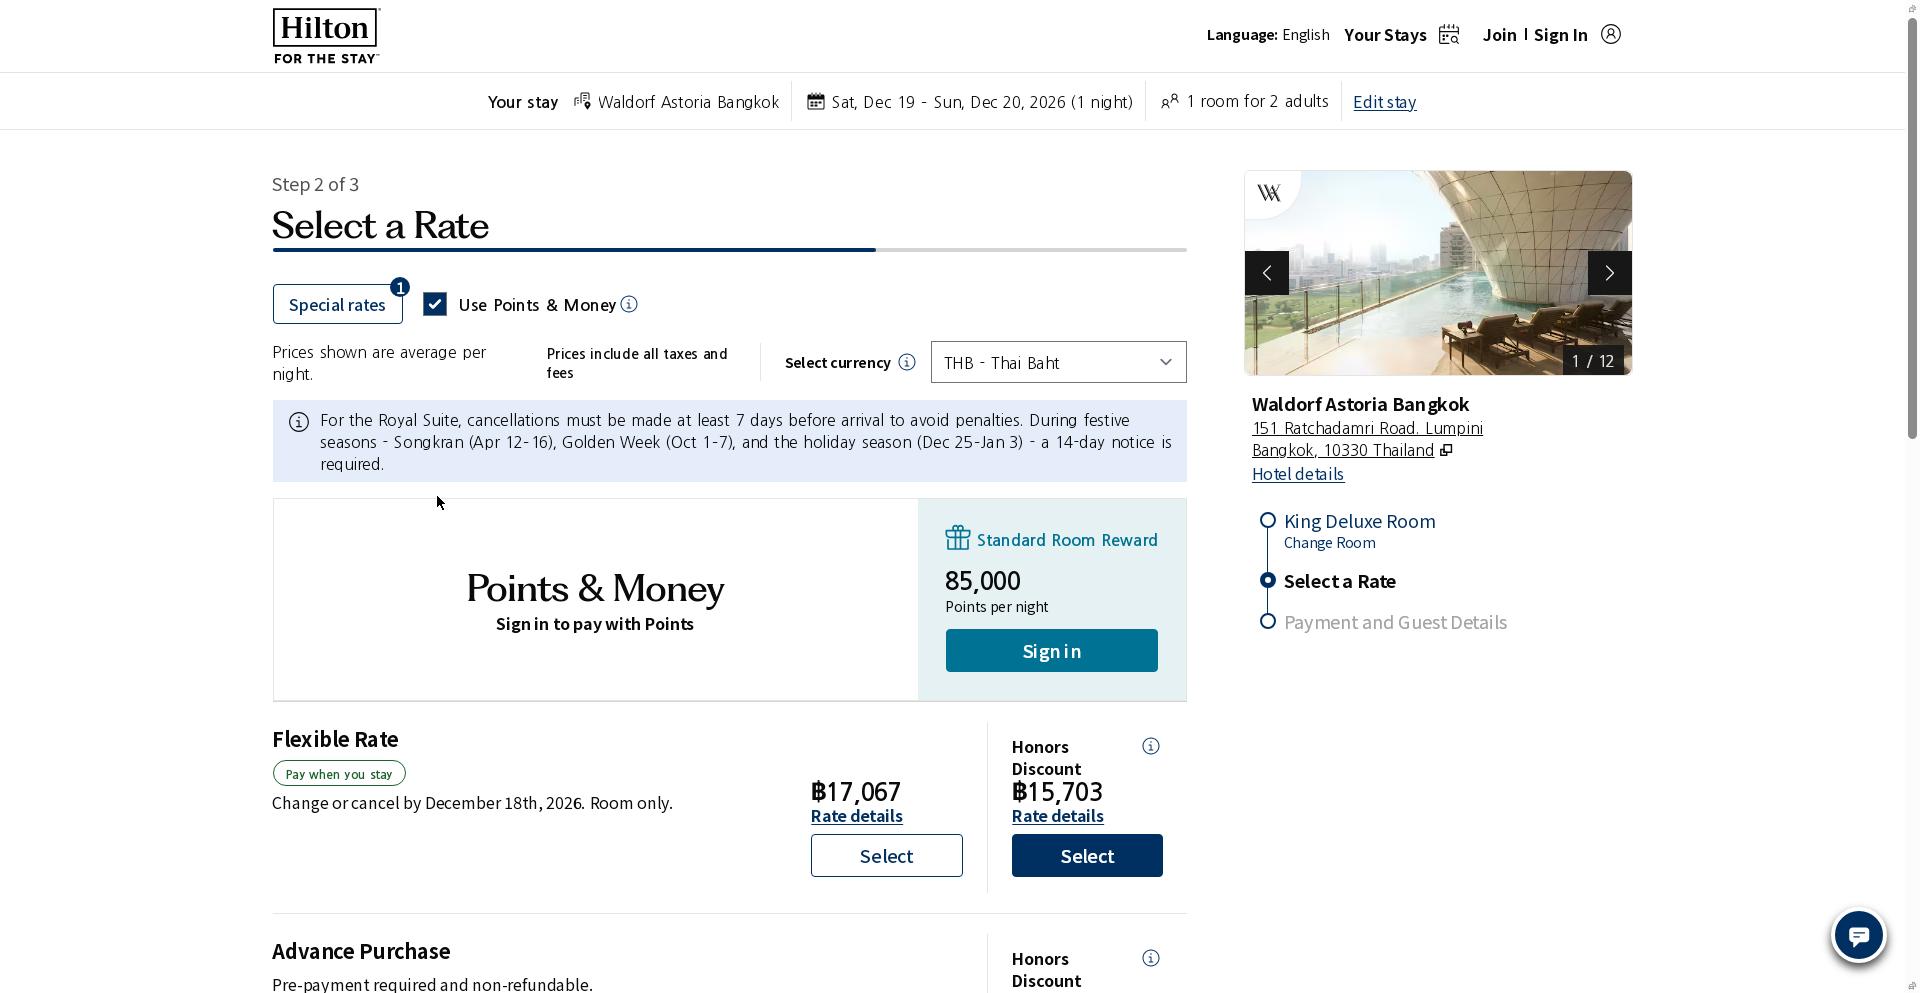 Hilton
FOR THE STAY
Language: English
Your Stays
Join | Sign In
Your stay
Waldorf Astoria Bangkok
Sat, Dec 19 - Sun, Dec 20, 2026 (1 night)
1 room for 2 adults
Edit stay
Step 2 of 3
Select a Rate
Special rates
1
Use Points & Money
Prices shown are average per
night.
Prices include all taxes and
fees
Select currency
THB - Thai Baht
For the Royal Suite, cancellations must be made at least 7 days before arrival to avoid penalties. During festive
seasons - Songkran (Apr 12-16), Golden Week (Oct 1-7), and the holiday season (Dec 25-Jan 3) - a 14-day notice is
required.
Points & Money
Sign in to pay with Points
Standard Room Reward
85,000
Points per night
Sign in
Flexible Rate
Pay when you stay
Change or cancel by December 18th, 2026. Room only.
฿17,067
Rate details
Select
Honors
Discount
฿15,703
Rate details
Select
Advance Purchase
Pre-payment required and non-refundable.
Honors
Discount
1 / 12
Waldorf Astoria Bangkok
151 Ratchadamri Road. Lumpini
Bangkok, 10330 Thailand
Hotel details
King Deluxe Room
Change Room
Select a Rate
Payment and Guest Details